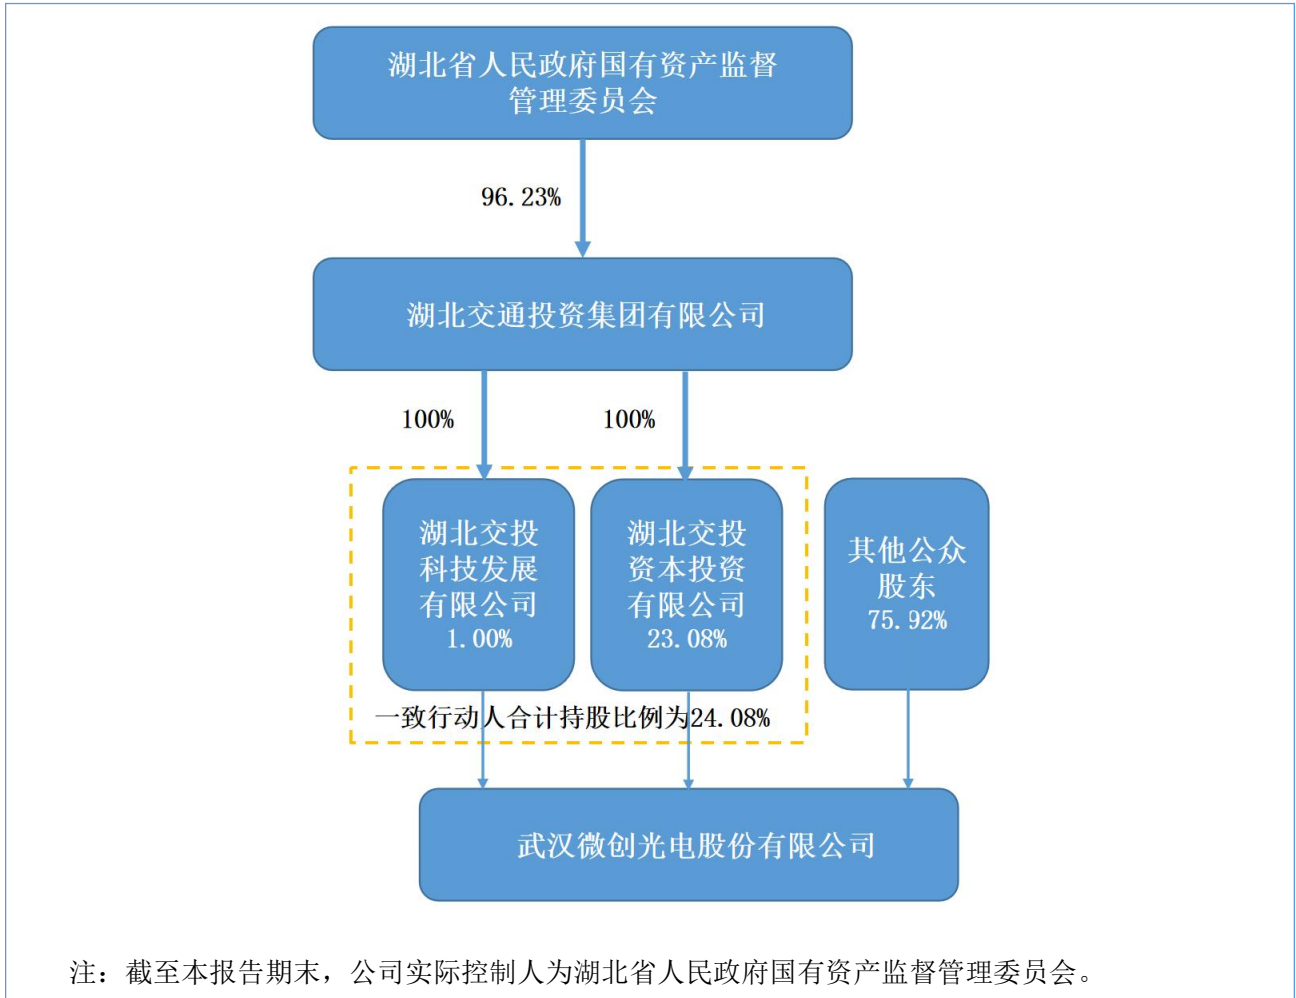 湖北省人民政府国有资产监督
管理委员会
96.23%
湖北交通投资集团有限公司
100%
100%
湖北交投
科技发展
有限公司
1.00%
湖北交投
资本投资
有限公司
23.08%
其他公众
股东
75.92%
一致行动人合计持股比例为24.08%
武汉微创光电股份有限公司
注：截至本报告期末，公司实际控制人为湖北省人民政府国有资产监督管理委员会。